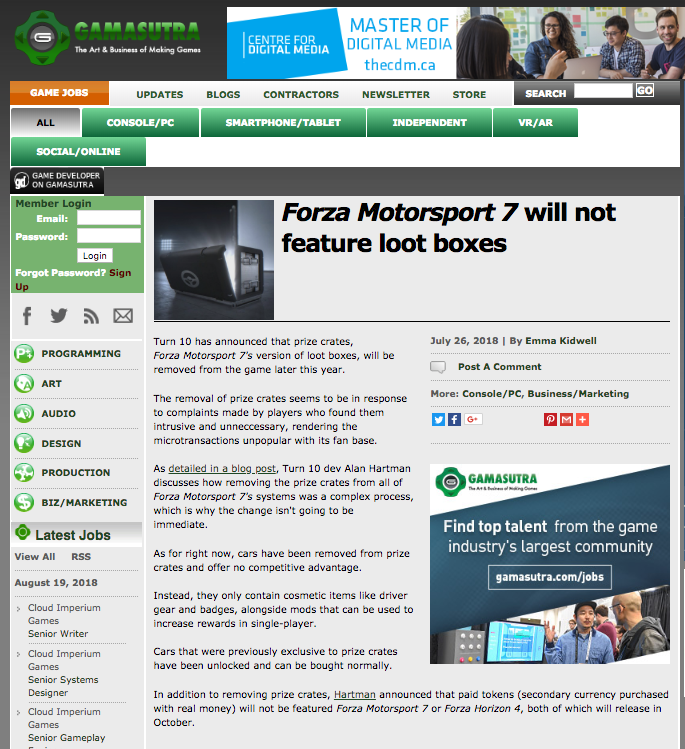 GAMASUTRA
The Art & Business of Making Games
CENTRE FOR
DIGITAL MEDIA
MASTER OF
DIGITAL MEDIA
thecdm.ca
GAME JOBS
UPDATES BLOGS CONTRACTORS NEWSLETTER STORE
SEARCH GO
ALL CONSOLE/PC SMARTPHONE/TABLET INDEPENDENT VR/AR
SOCIAL/ONLINE
gd GAME DEVELOPER
ON GAMASUTRA
Member Login
Email:
Password:
Login
Forgot Password? Sign
Up
PROGRAMMING
ART
AUDIO
DESIGN
PRODUCTION
BIZ/MARKETING
Latest Jobs
View All RSS
August 19, 2018
Cloud Imperium
Games
Senior Writer
Cloud Imperium
Games
Senior Systems
Designer
Cloud Imperium
Games
Senior Gameplay
Forza Motorsport 7 will not
feature loot boxes
Turn 10 has announced that prize crates,
Forza Motorsport 7's version of loot boxes, will be
removed from the game later this year.
The removal of prize crates seems to be in response
to complaints made by players who found them
intrusive and unneccessary, rendering the
microtransactions unpopular with its fan base.
As detailed in a blog post, Turn 10 dev Alan Hartman
discusses how removing the prize crates from all of
Forza Motorsport 7's systems was a complex process,
which is why the change isn't going to be
immediate.
As for right now, cars have been removed from prize
crates and offer no competitive advantage.
Instead, they only contain cosmetic items like driver
gear and badges, alongside mods that can be used to
increase rewards in single-player.
Cars that were previously exclusive to prize crates
have been unlocked and can be bought normally.
In addition to removing prize crates, Hartman announced that paid tokens (secondary currency purchased
with real money) will not be featured Forza Motorsport 7 or Forza Horizon 4, both of which will release in
October.
July 26, 2018 | By Emma Kidwell
Post A Comment
More: Console/PC, Business/Marketing
G+
GAMASUTRA
The Art & Business of Making Games
Find top talent from the game
industry's largest community
gamasutra.com/jobs